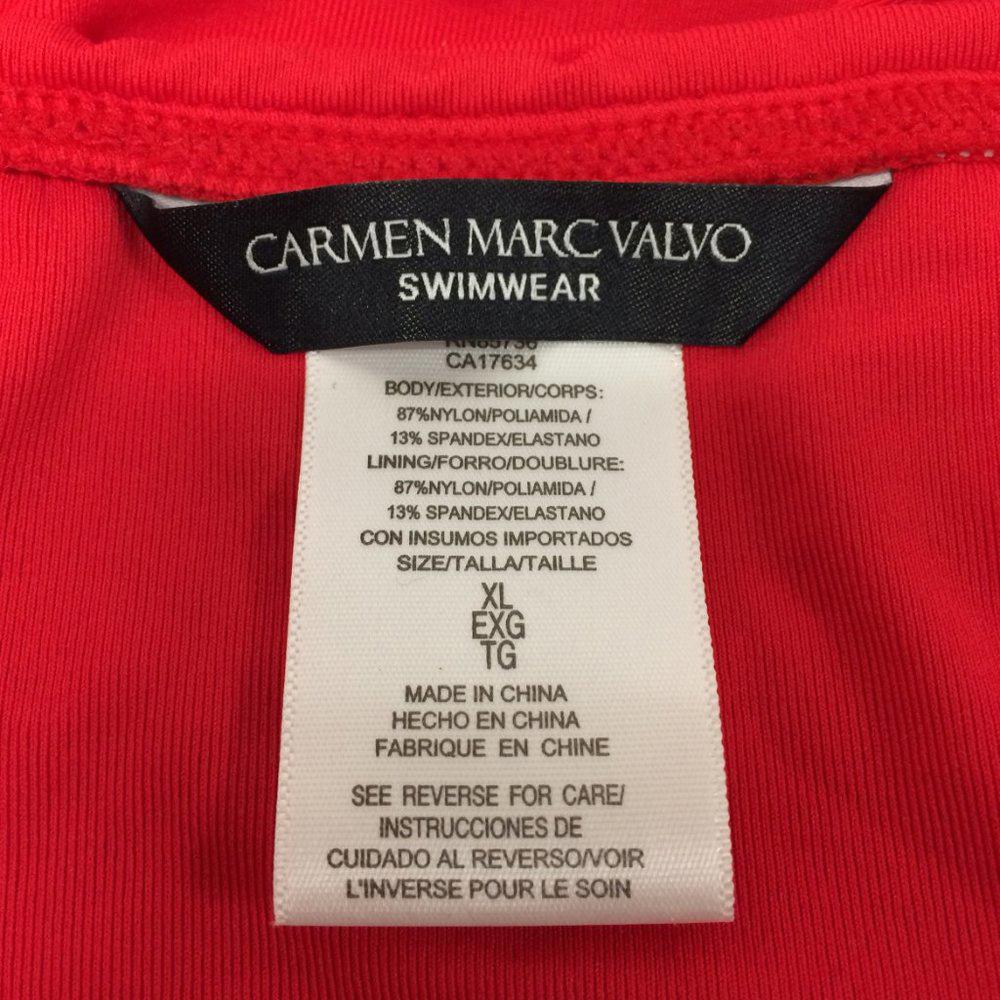 CARMEN MARC VALVO
SWIMWEAR
RN85736
CA17634
BODY/EXTERIOR/CORPS:
87%NYLON/POLIAMIDA /
13% SPANDEX/ELASTANO
LINING/FORRO/DOUBLURE:
87%NYLON/POLIAMIDA /
13% SPANDEX/ELASTANO
CON INSUMOS IMPORTADOS
SIZE/TALLA/TAILLE
XL
EXG
TG
MADE IN CHINA
HECHO EN CHINA
FABRIQUE EN CHINE
SEE REVERSE FOR CARE/
INSTRUCCIONES DE
CUIDADO AL REVERSO/VOIR
L'INVERSE POUR LE SOIN